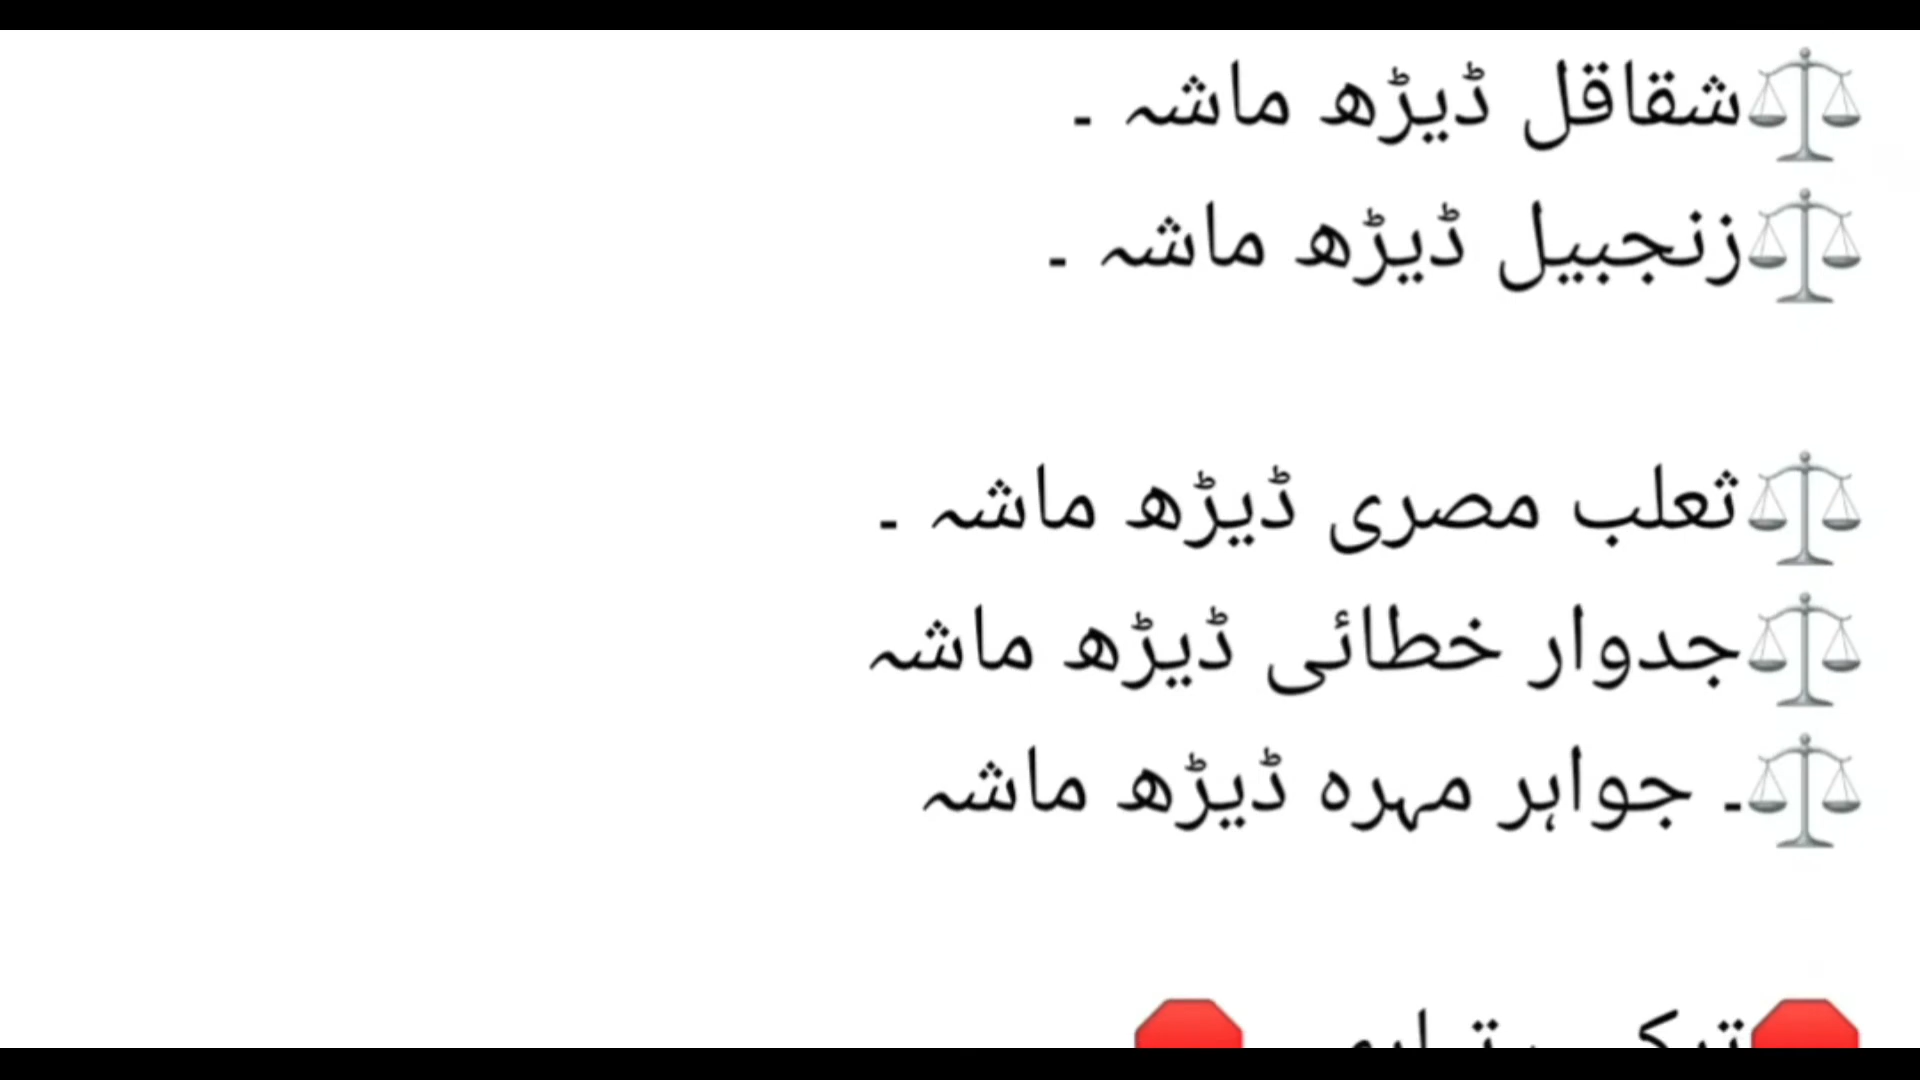 ⚖️شقاقل ڈیڑھ ماشہ ۔
⚖️زنجبیل ڈیڑھ ماشہ ۔
⚖️ثعلب مصری ڈیڑھ ماشہ ۔
⚖️جدوار خطائی ڈیڑھ ماشہ
⚖️۔ جواہر مہرہ ڈیڑھ ماشہ